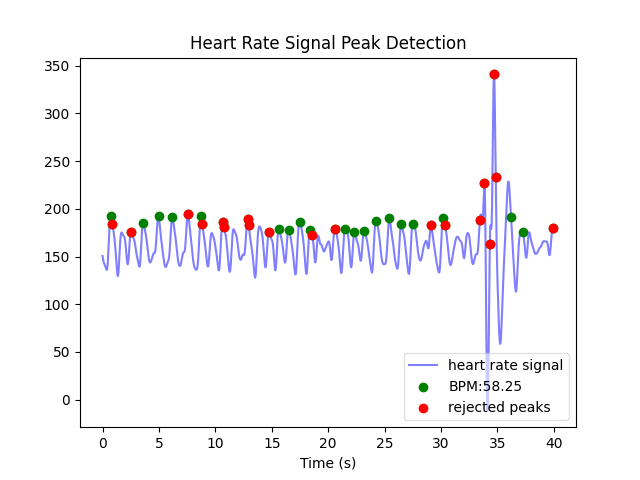 Heart Rate Signal Peak Detection
350
300
250
200
150
100
50
0
0 5 10 15 20 25 30 35 40
Time (s)
heart rate signal
BPM:58.25
rejected peaks